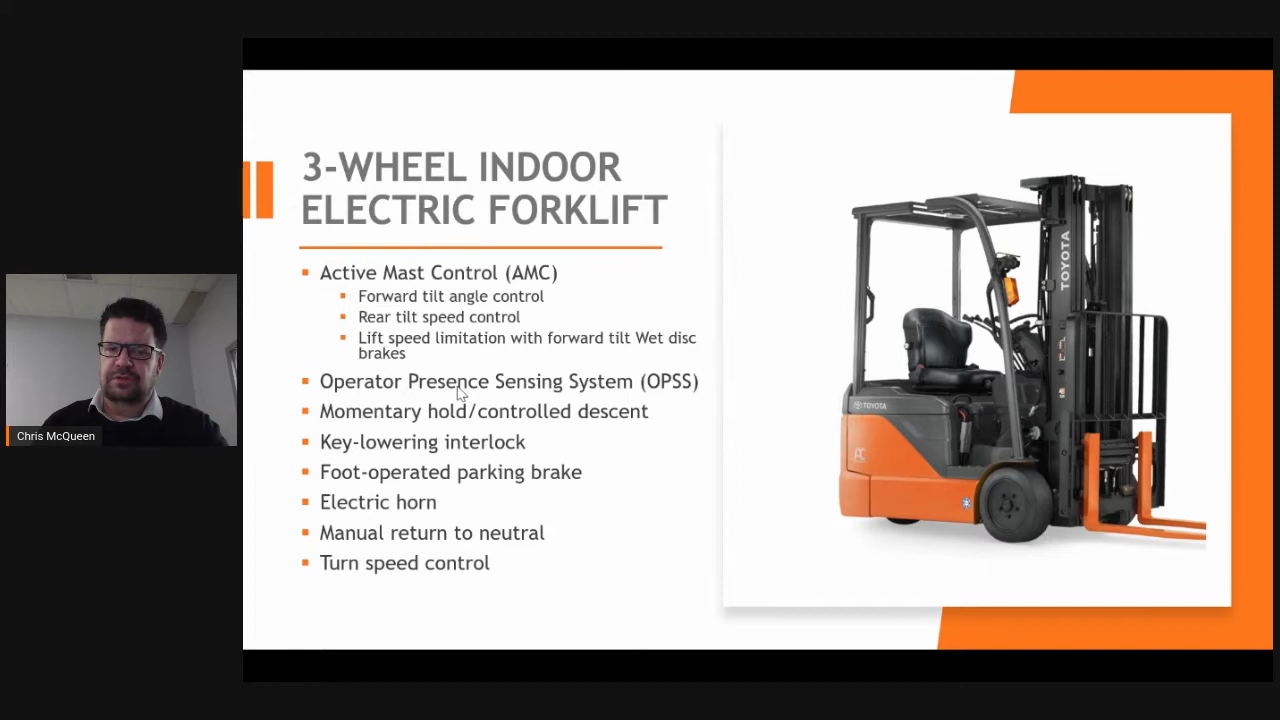 3-WHEEL INDOOR
ELECTRIC FORKLIFT
Active Mast Control (AMC)
Forward tilt angle control
Rear tilt speed control
Lift speed limitation with forward tilt Wet disc
brakes
Operator Presence Sensing System (OPSS)
Momentary hold/controlled descent
Key-lowering interlock
Foot-operated parking brake
Electric horn
Manual return to neutral
Turn speed control
TOYOTA
TOYOTA
AC
Chris McQueen